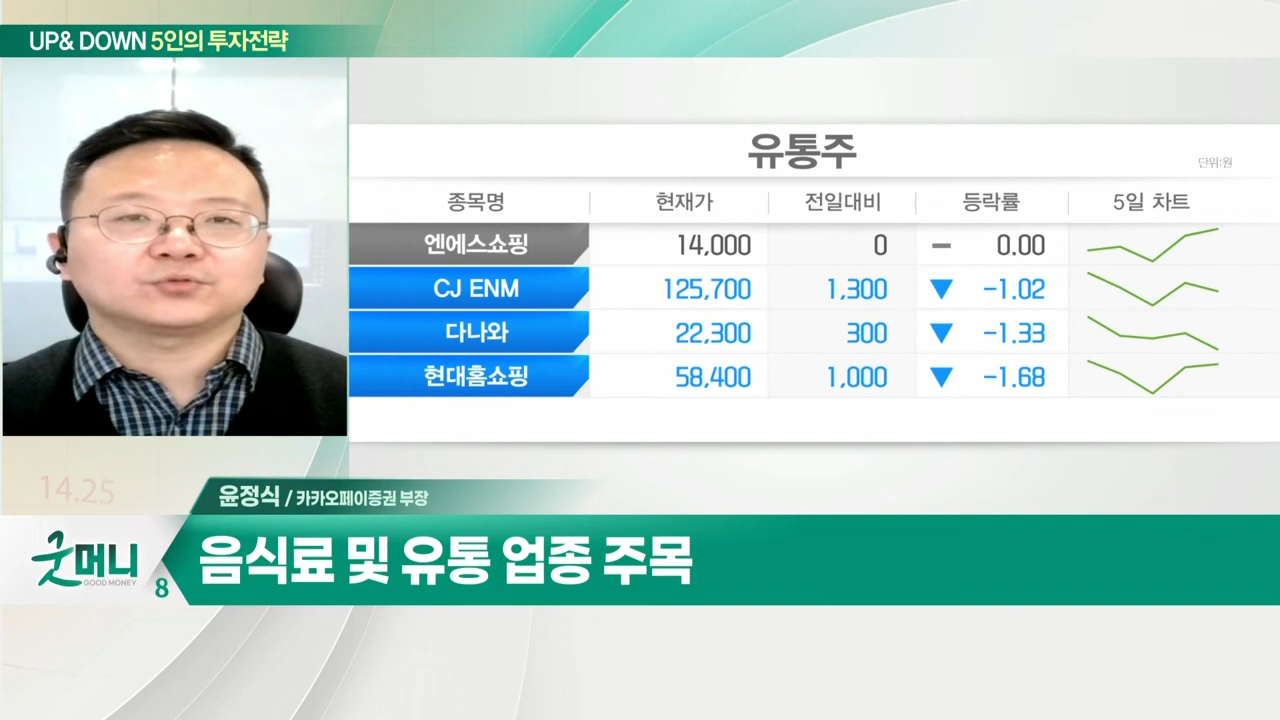 UP& DOWN 5인의 투자전략
유통주
단위:원
종목명 현재가 전일대비 등락률 5일 차트
엔에스쇼핑 14,000 0 0.00
CJ ENM 125,700 1,300 ▼ -1.02
다나와 22,300 300 ▼ -1.33
현대홈쇼핑 58,400 1,000 ▼ -1.68
14.25
윤정식 / 카카오페이증권 부장
굿머니
GOOD MONEY
8
음식료 및 유통 업종 주목